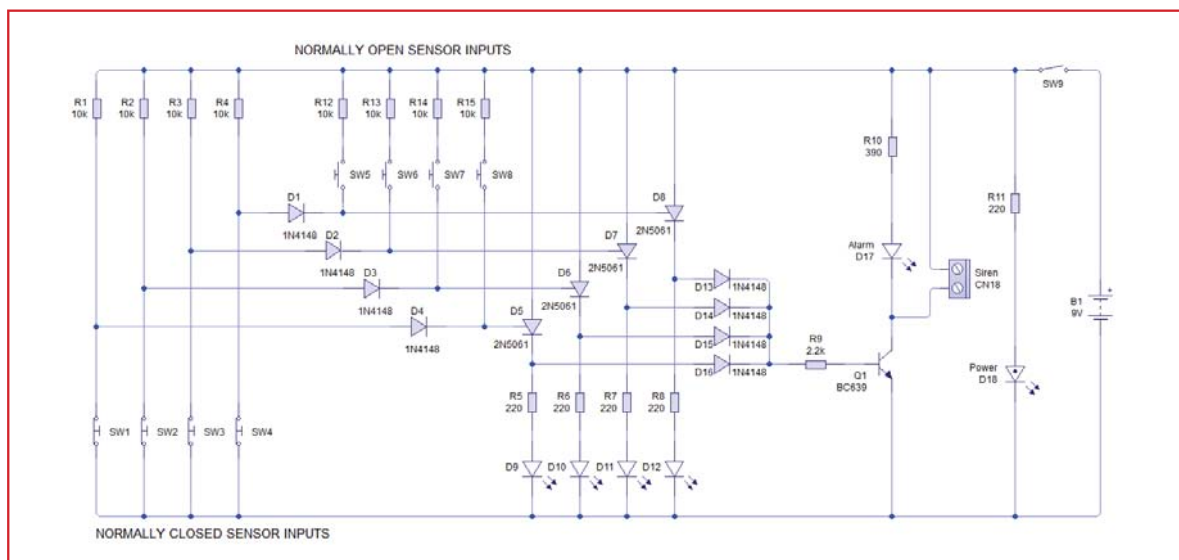 NORMALLY OPEN SENSOR INPUTS
R1
10k
R2
10k
R3
10k
R4
10k
R12
10k
R13
10k
R14
10k
R15
10k
SW9
SW5
SW6
SW7
SW8
R10
390
R11
220
D1
1N4148
D2
1N4148
D3
1N4148
D4
1N4148
D8
2N5061
D7
2N5061
D6
2N5061
D5
2N5061
Alarm
D17
Siren
CN18
D13
1N4148
D14
1N4148
D15
1N4148
D16
1N4148
B1
9V
+
R9
2.2k
Q1
BC639
Power
D18
R5
220
R6
220
R7
220
R8
220
SW1
SW2
SW3
SW4
D9
D10
D11
D12
NORMALLY CLOSED SENSOR INPUTS